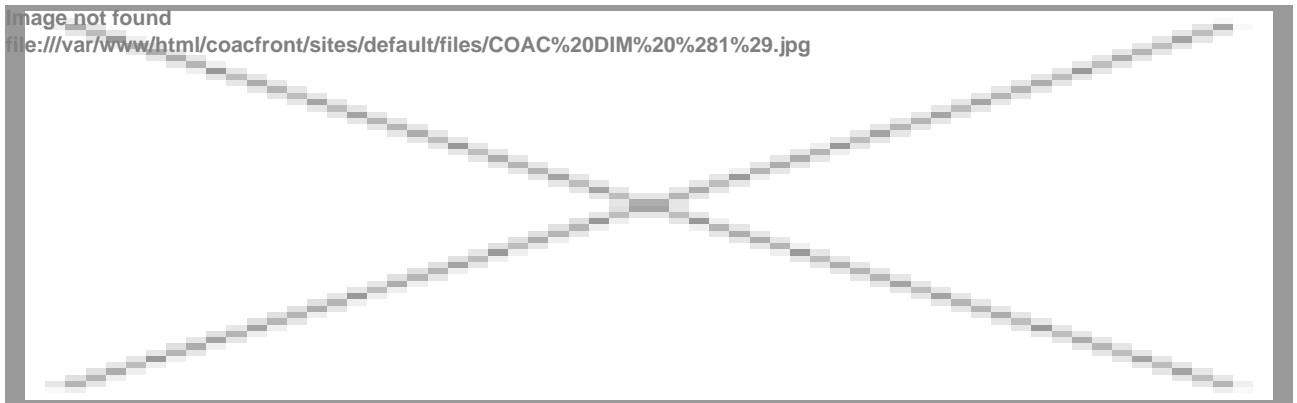 Image not found
file:///var/www/html/coacfront/sites/default/files/COAC%20DIM%20%281%29.jpg